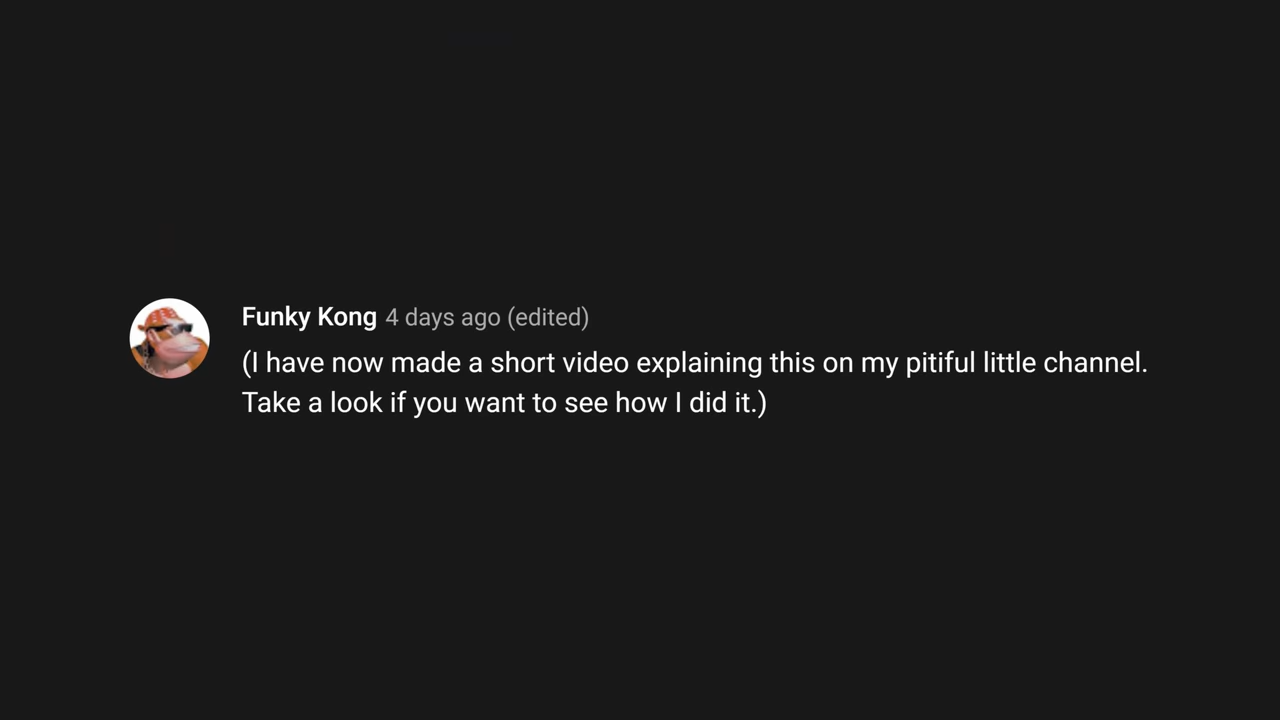 Funky Kong 4 days ago (edited)
(I have now made a short video explaining this on my pitiful little channel.
Take a look if you want to see how I did it.)